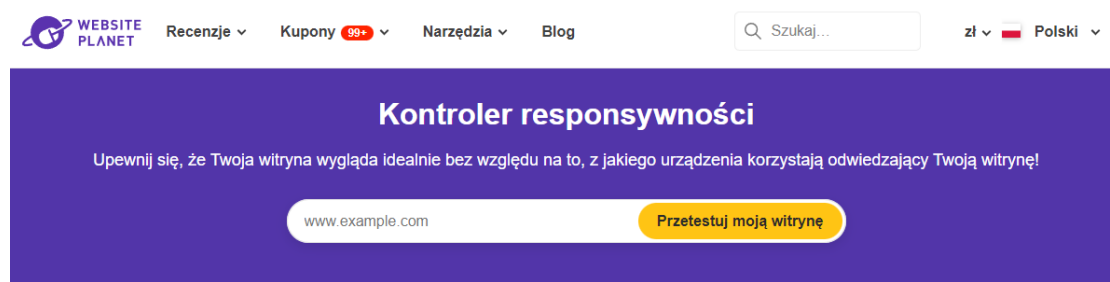 WEBSITE
PLANET
Recenzje Kupony 99+ Narzędzia Blog Szukaj... zł Polski
Kontroler responsywności
Upewnij się, że Twoja witryna wygląda idealnie bez względu na to, z jakiego urządzenia korzystają odwiedzający Twoją witrynę!
www.example.com Przetestuj moją witrynę